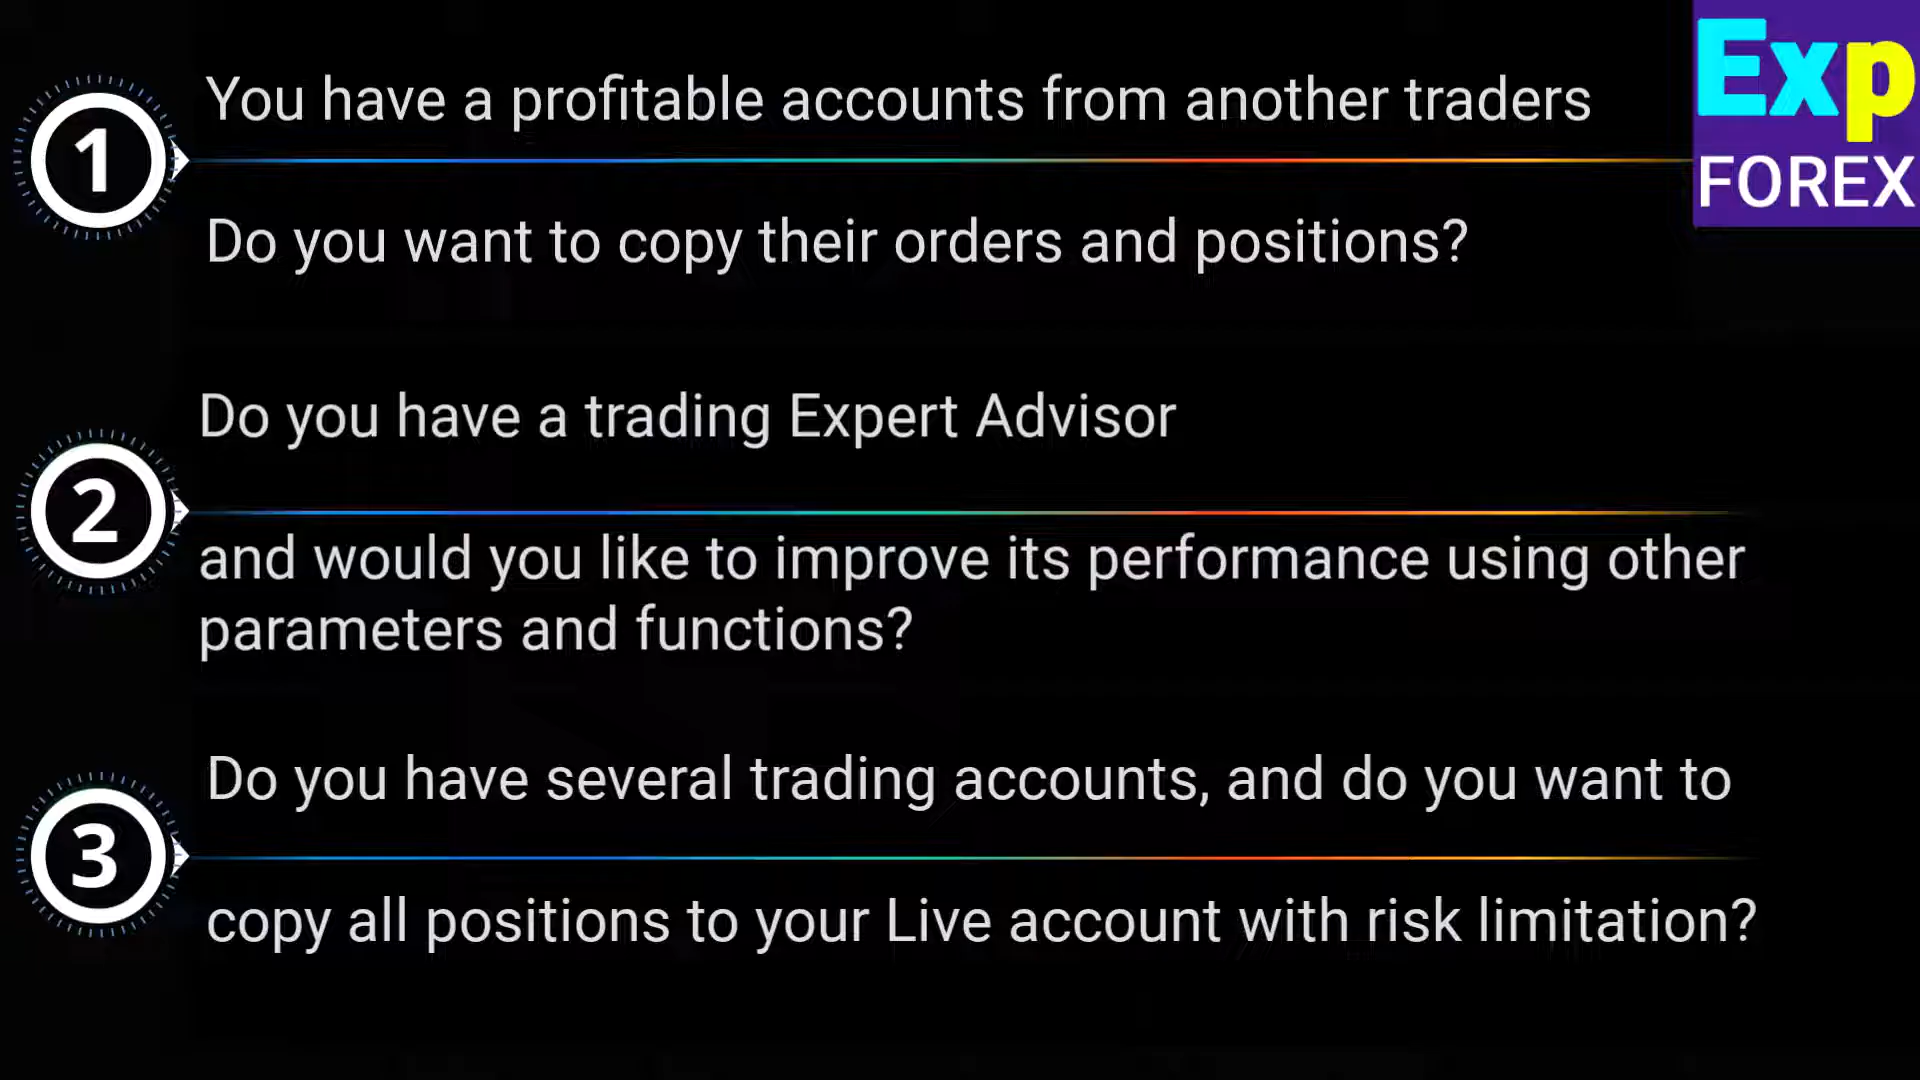 Exp
FOREX
1
You have a profitable accounts from another traders
Do you want to copy their orders and positions?
2
Do you have a trading Expert Advisor
and would you like to improve its performance using other
parameters and functions?
3
Do you have several trading accounts, and do you want to
copy all positions to your Live account with risk limitation?